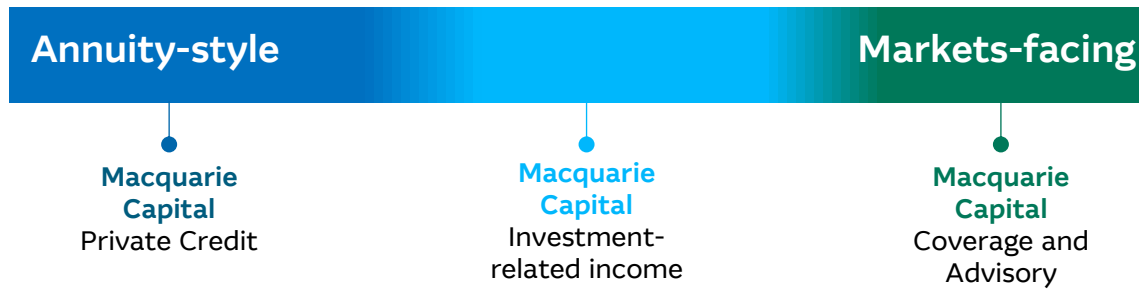 Annuity-style
Markets-facing
Macquarie
Capital
Private Credit
Macquarie
Capital
Investment-
related income
Macquarie
Capital
Coverage and
Advisory